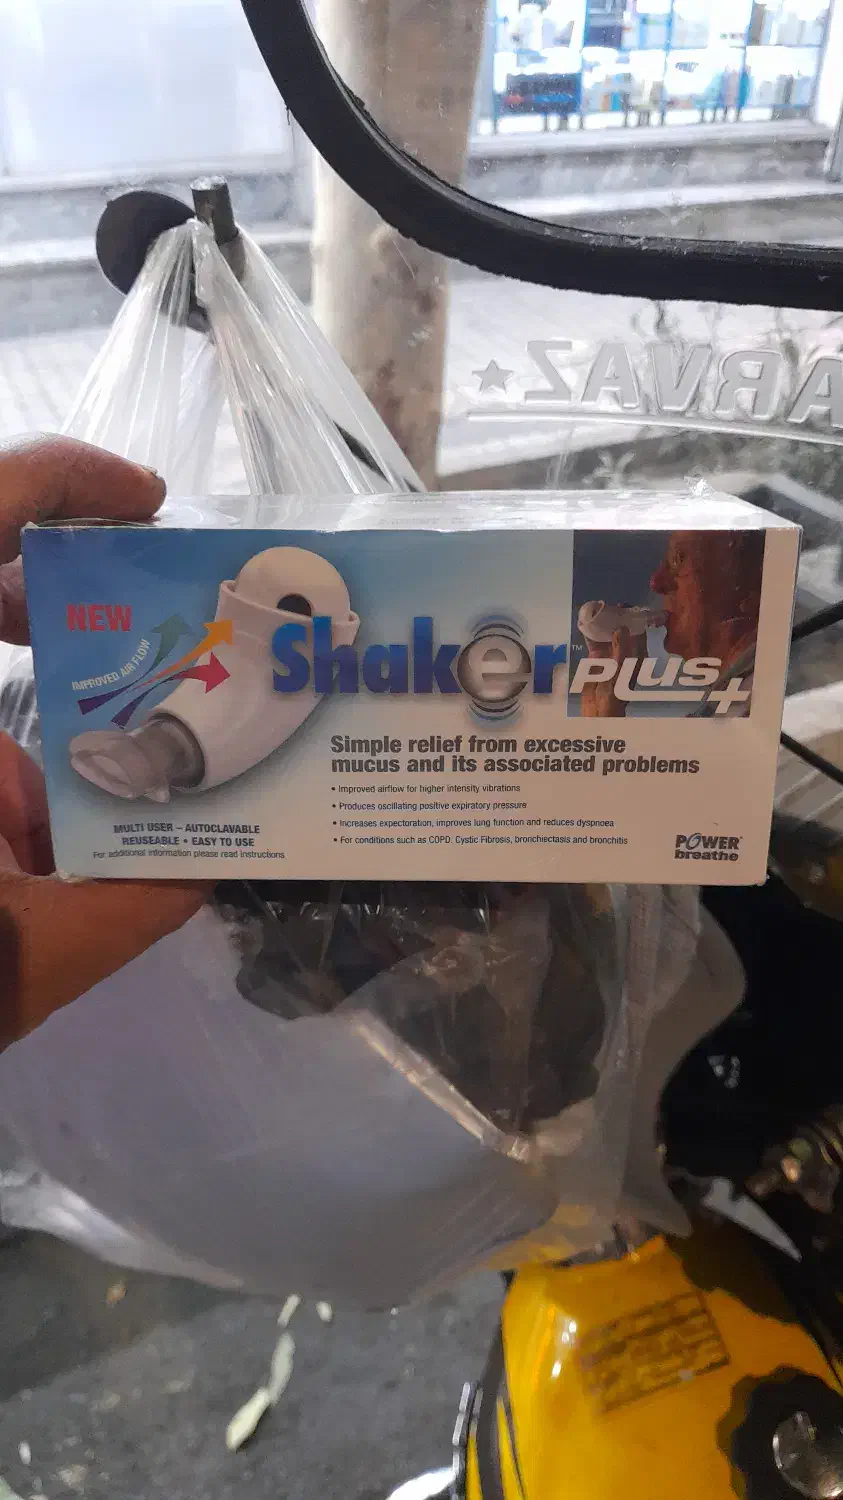 PARVAZ
NEW
IMPROVED AIR FLOW
Shaker™ PLUS+
Simple relief from excessive
mucus and its associated problems
• Improved airflow for higher intensity vibrations
• Produces oscillating positive expiratory pressure
• Increases expectoration, improves lung function and reduces dyspnoea
• For conditions such as COPD, Cystic Fibrosis, bronchiectasis and bronchitis
MULTI USER – AUTOCLAVABLE
REUSEABLE • EASY TO USE
For additional information please read instructions
POWER®
breathe